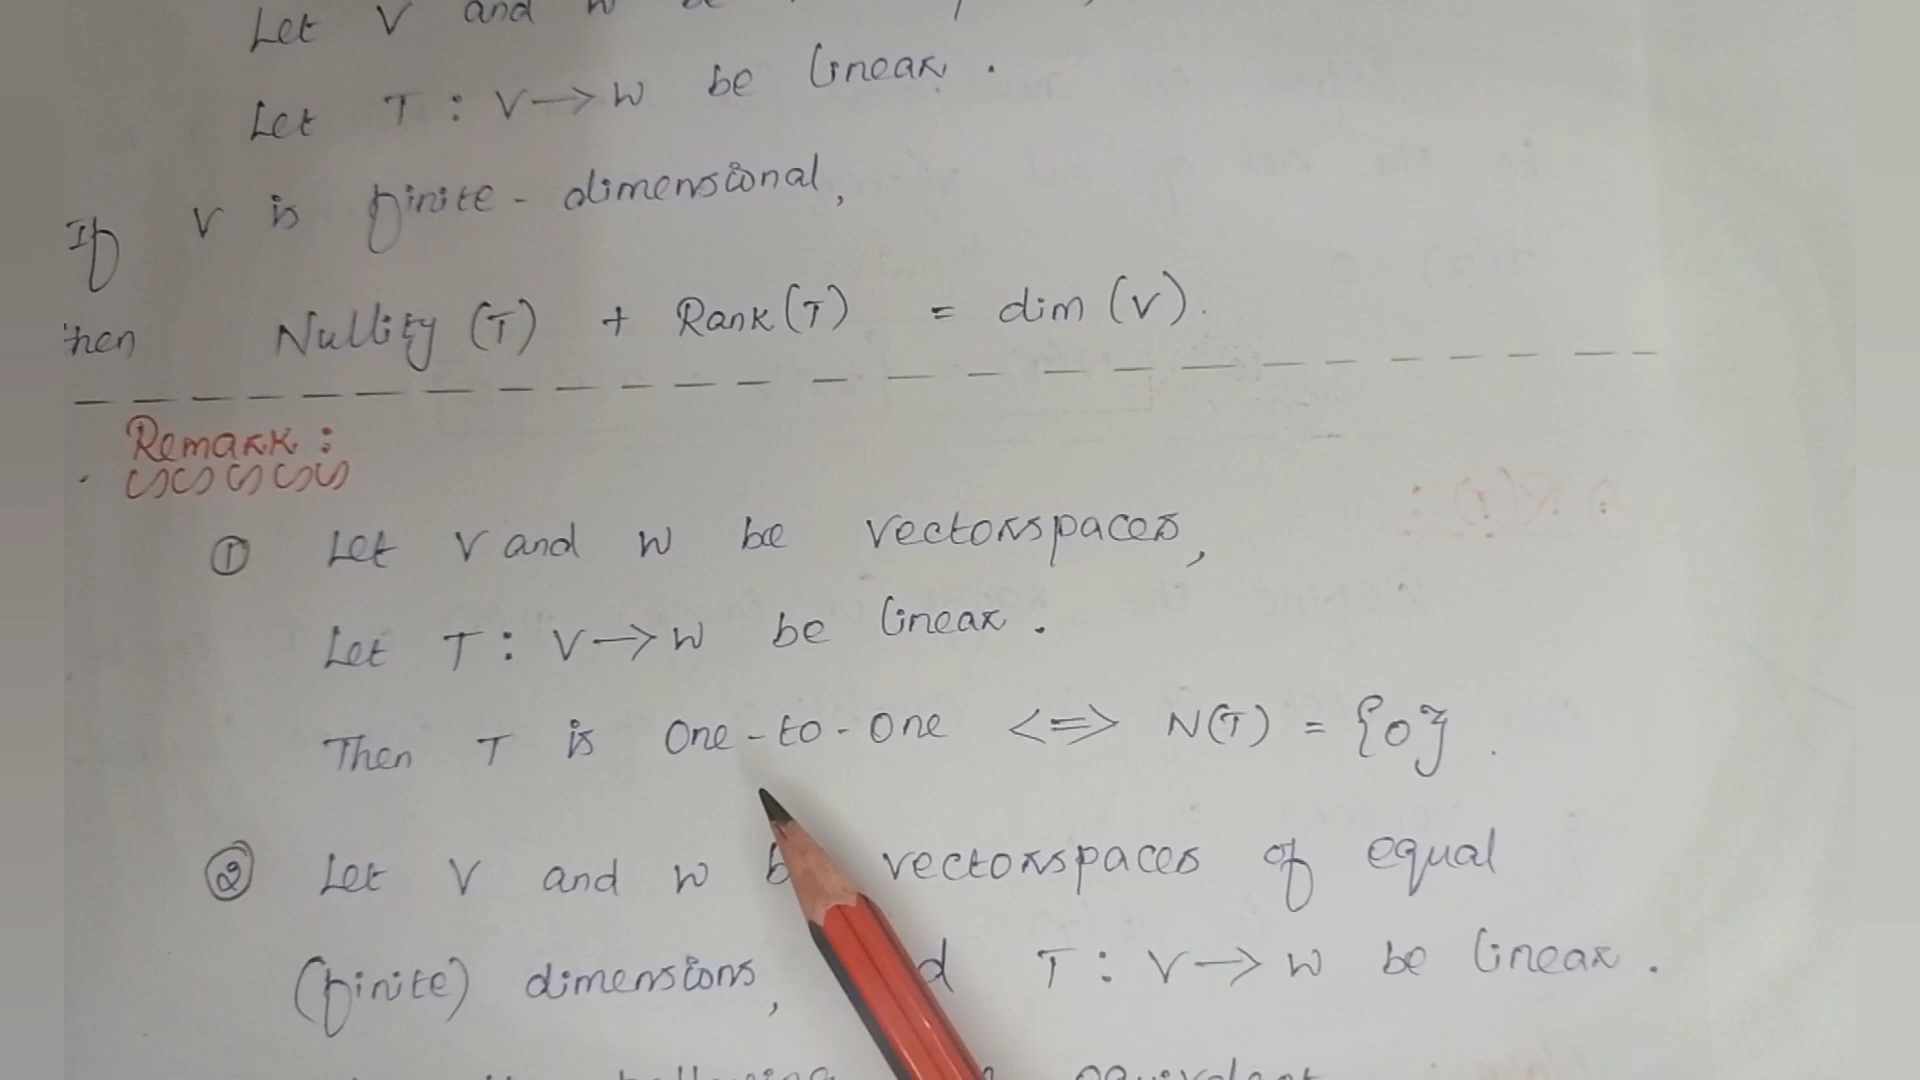 Let V and W
Let T : V → W be linear.
If V is finite - dimensional,
then Nullity (T) + Rank (T) = dim (V).
Remark :
① Let V and W be vectorspaces,
Let T : V → W be linear.
Then T is One-to-One <=> N(T) = {0}.
② Let V and W vectorspaces of equal
(finite) dimensions, T : V → W be linear.
following equivalent